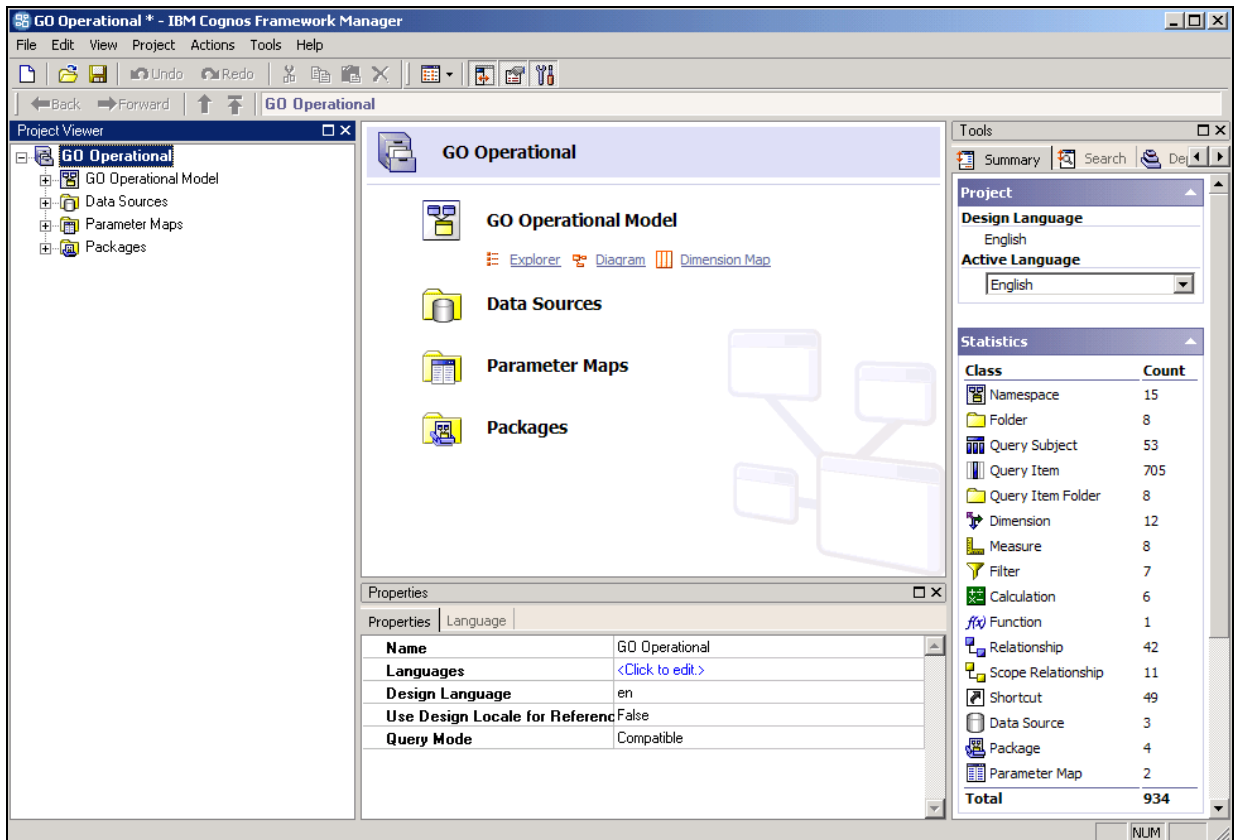 GO Operational * - IBM Cognos Framework Manager
File Edit View Project Actions Tools Help
Undo Redo
Back Forward GO Operational
Project Viewer
GO Operational
GO Operational Model
Data Sources
Parameter Maps
Packages
GO Operational
GO Operational Model
Explorer Diagram Dimension Map
Data Sources
Parameter Maps
Packages
Properties
Properties Language
Name GO Operational
Languages <Click to edit.>
Design Language en
Use Design Locale for Referenc False
Query Mode Compatible
Tools
Summary Search De
Project
Design Language
English
Active Language
English
Statistics
Class Count
Namespace 15
Folder 8
Query Subject 53
Query Item 705
Query Item Folder 8
Dimension 12
Measure 8
Filter 7
Calculation 6
f(x) Function 1
Relationship 42
Scope Relationship 11
Shortcut 49
Data Source 3
Package 4
Parameter Map 2
Total 934
NUM